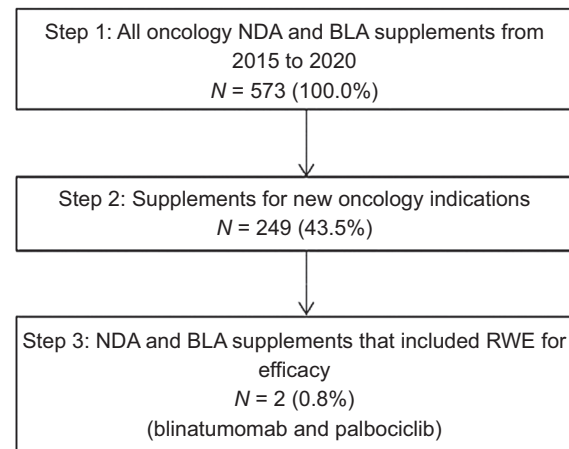 Step 1: All oncology NDA and BLA supplements from
2015 to 2020
N = 573 (100.0%)
Step 2: Supplements for new oncology indications
N = 249 (43.5%)
Step 3: NDA and BLA supplements that included RWE for
efficacy
N = 2 (0.8%)
(blinatumomab and palbociclib)